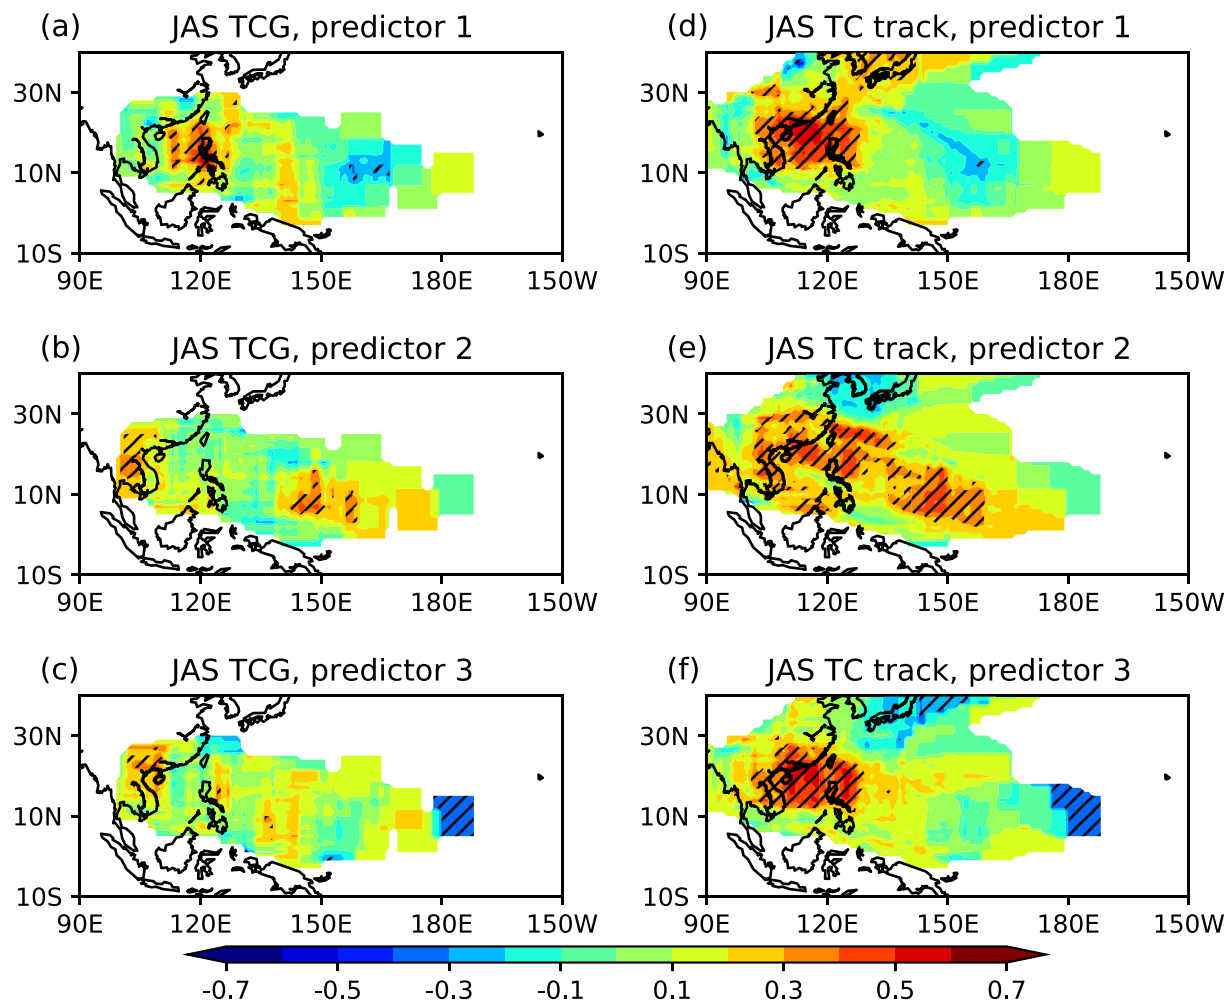 (a) JAS TCG, predictor 1
30N
10N
10S
90E 120E 150E 180E 150W
(d) JAS TC track, predictor 1
30N
10N
10S
90E 120E 150E 180E 150W
(b) JAS TCG, predictor 2
30N
10N
10S
90E 120E 150E 180E 150W
(e) JAS TC track, predictor 2
30N
10N
10S
90E 120E 150E 180E 150W
(c) JAS TCG, predictor 3
30N
10N
10S
90E 120E 150E 180E 150W
(f) JAS TC track, predictor 3
30N
10N
10S
90E 120E 150E 180E 150W
-0.7 -0.5 -0.3 -0.1 0.1 0.3 0.5 0.7